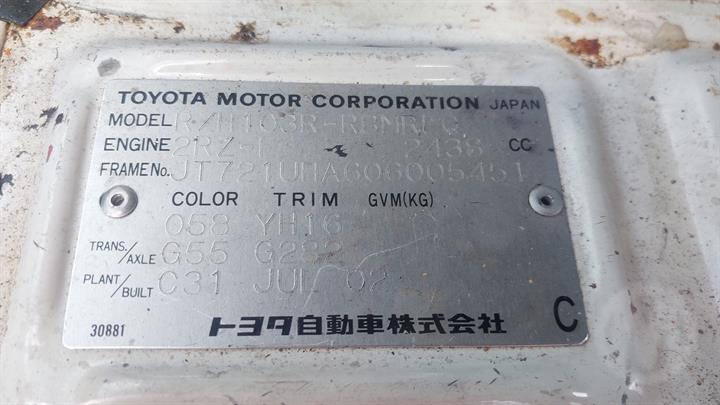 TOYOTA MOTOR CORPORATION JAPAN
MODEL RZH103R-RBMREQ
ENGINE 2RZ-E 2438 CC
FRAME No. JT721UHA606005451
COLOR TRIM GVM(KG)
058 YH16
TRANS./AXLE G55 G282
PLANT/BUILT C31 JUL 02
30881 トヨタ自動車株式会社 C